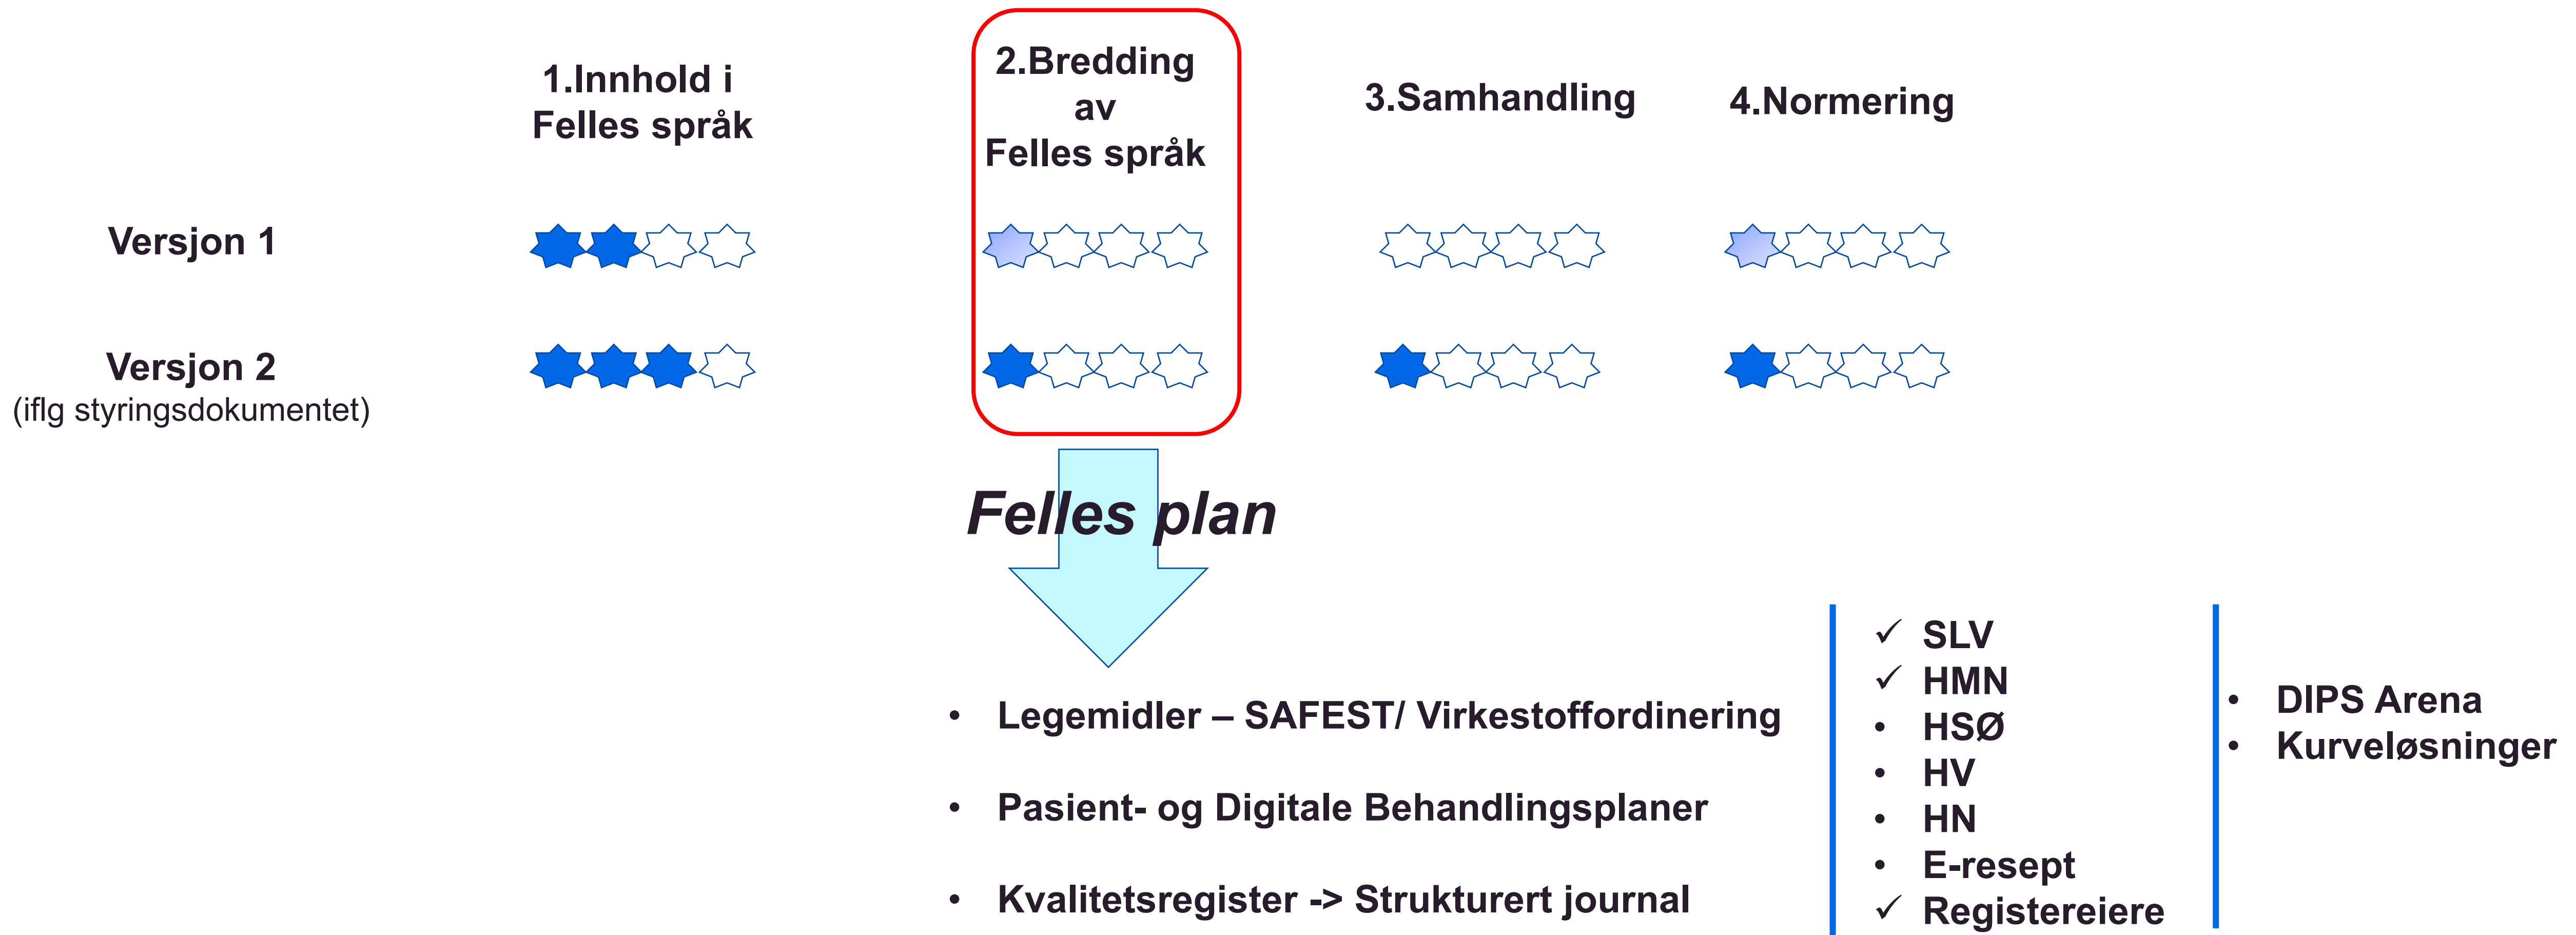 1.Innhold i
Felles språk
2.Bredding
av
Felles språk
3.Samhandling
4.Normering
Versjon 1
Versjon 2
(iflg styringsdokumentet)
Felles plan
• Legemidler – SAFEST/ Virkestoffordinering
• Pasient- og Digitale Behandlingsplaner
• Kvalitetsregister -> Strukturert journal
✓ SLV
✓ HMN
• HSØ
• HV
• HN
• E-resept
✓ Registereiere
• DIPS Arena
• Kurveløsninger